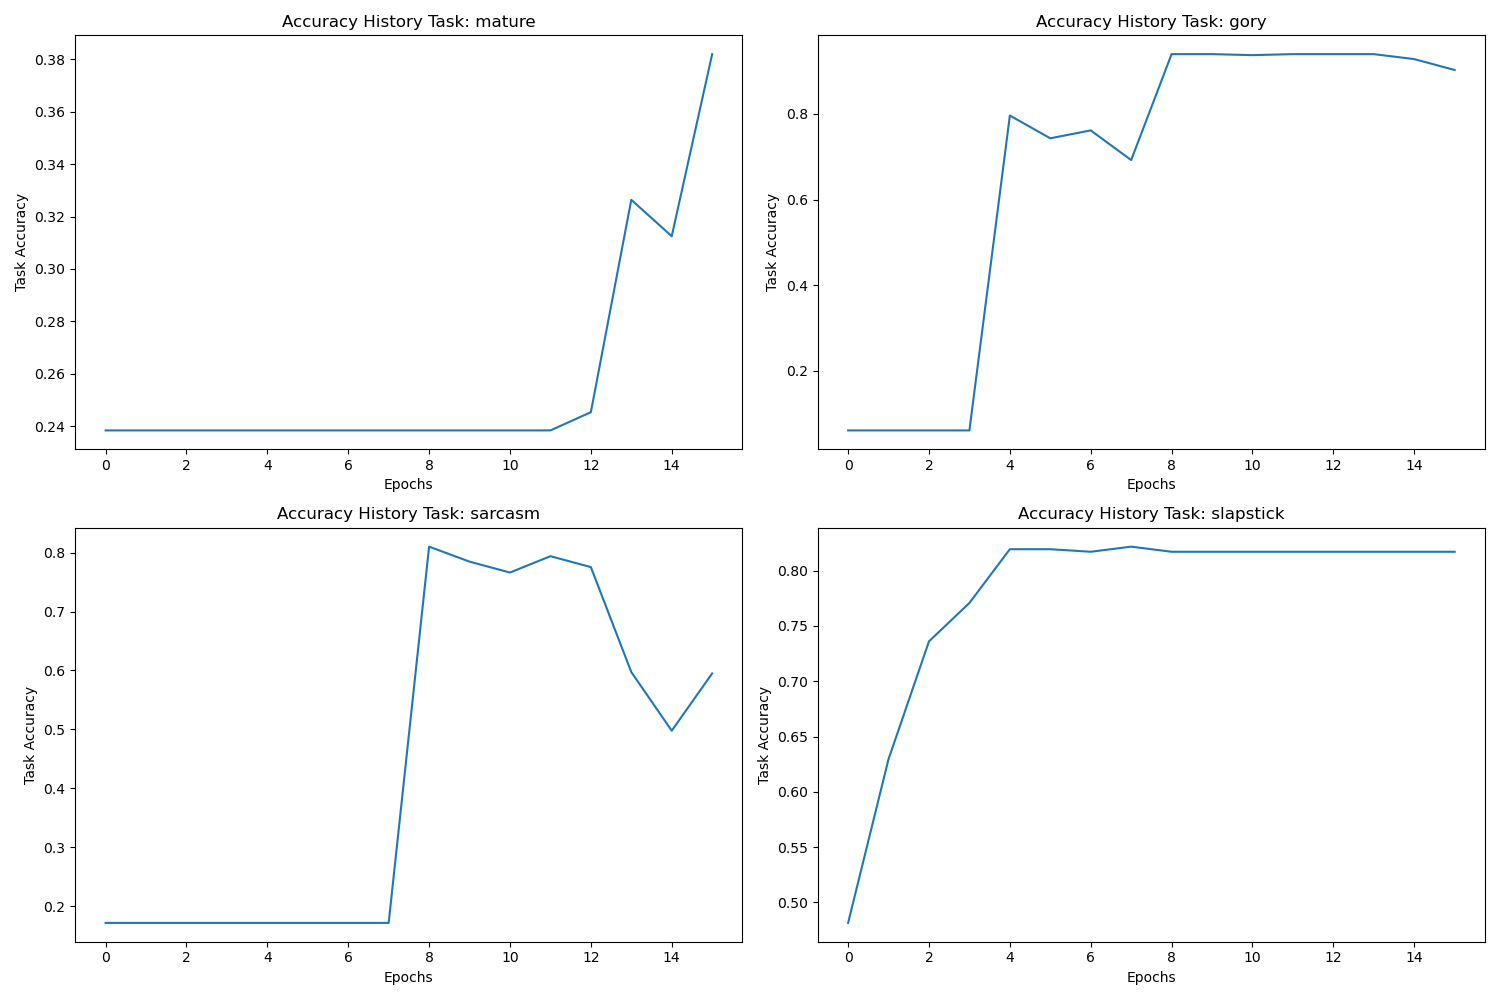 Accuracy History Task: mature
Task Accuracy
0.38
0.36
0.34
0.32
0.30
0.28
0.26
0.24
0 2 4 6 8 10 12 14
Epochs
Accuracy History Task: gory
Task Accuracy
0.8
0.6
0.4
0.2
0 2 4 6 8 10 12 14
Epochs
Accuracy History Task: sarcasm
Task Accuracy
0.8
0.7
0.6
0.5
0.4
0.3
0.2
0 2 4 6 8 10 12 14
Epochs
Accuracy History Task: slapstick
Task Accuracy
0.80
0.75
0.70
0.65
0.60
0.55
0.50
0 2 4 6 8 10 12 14
Epochs